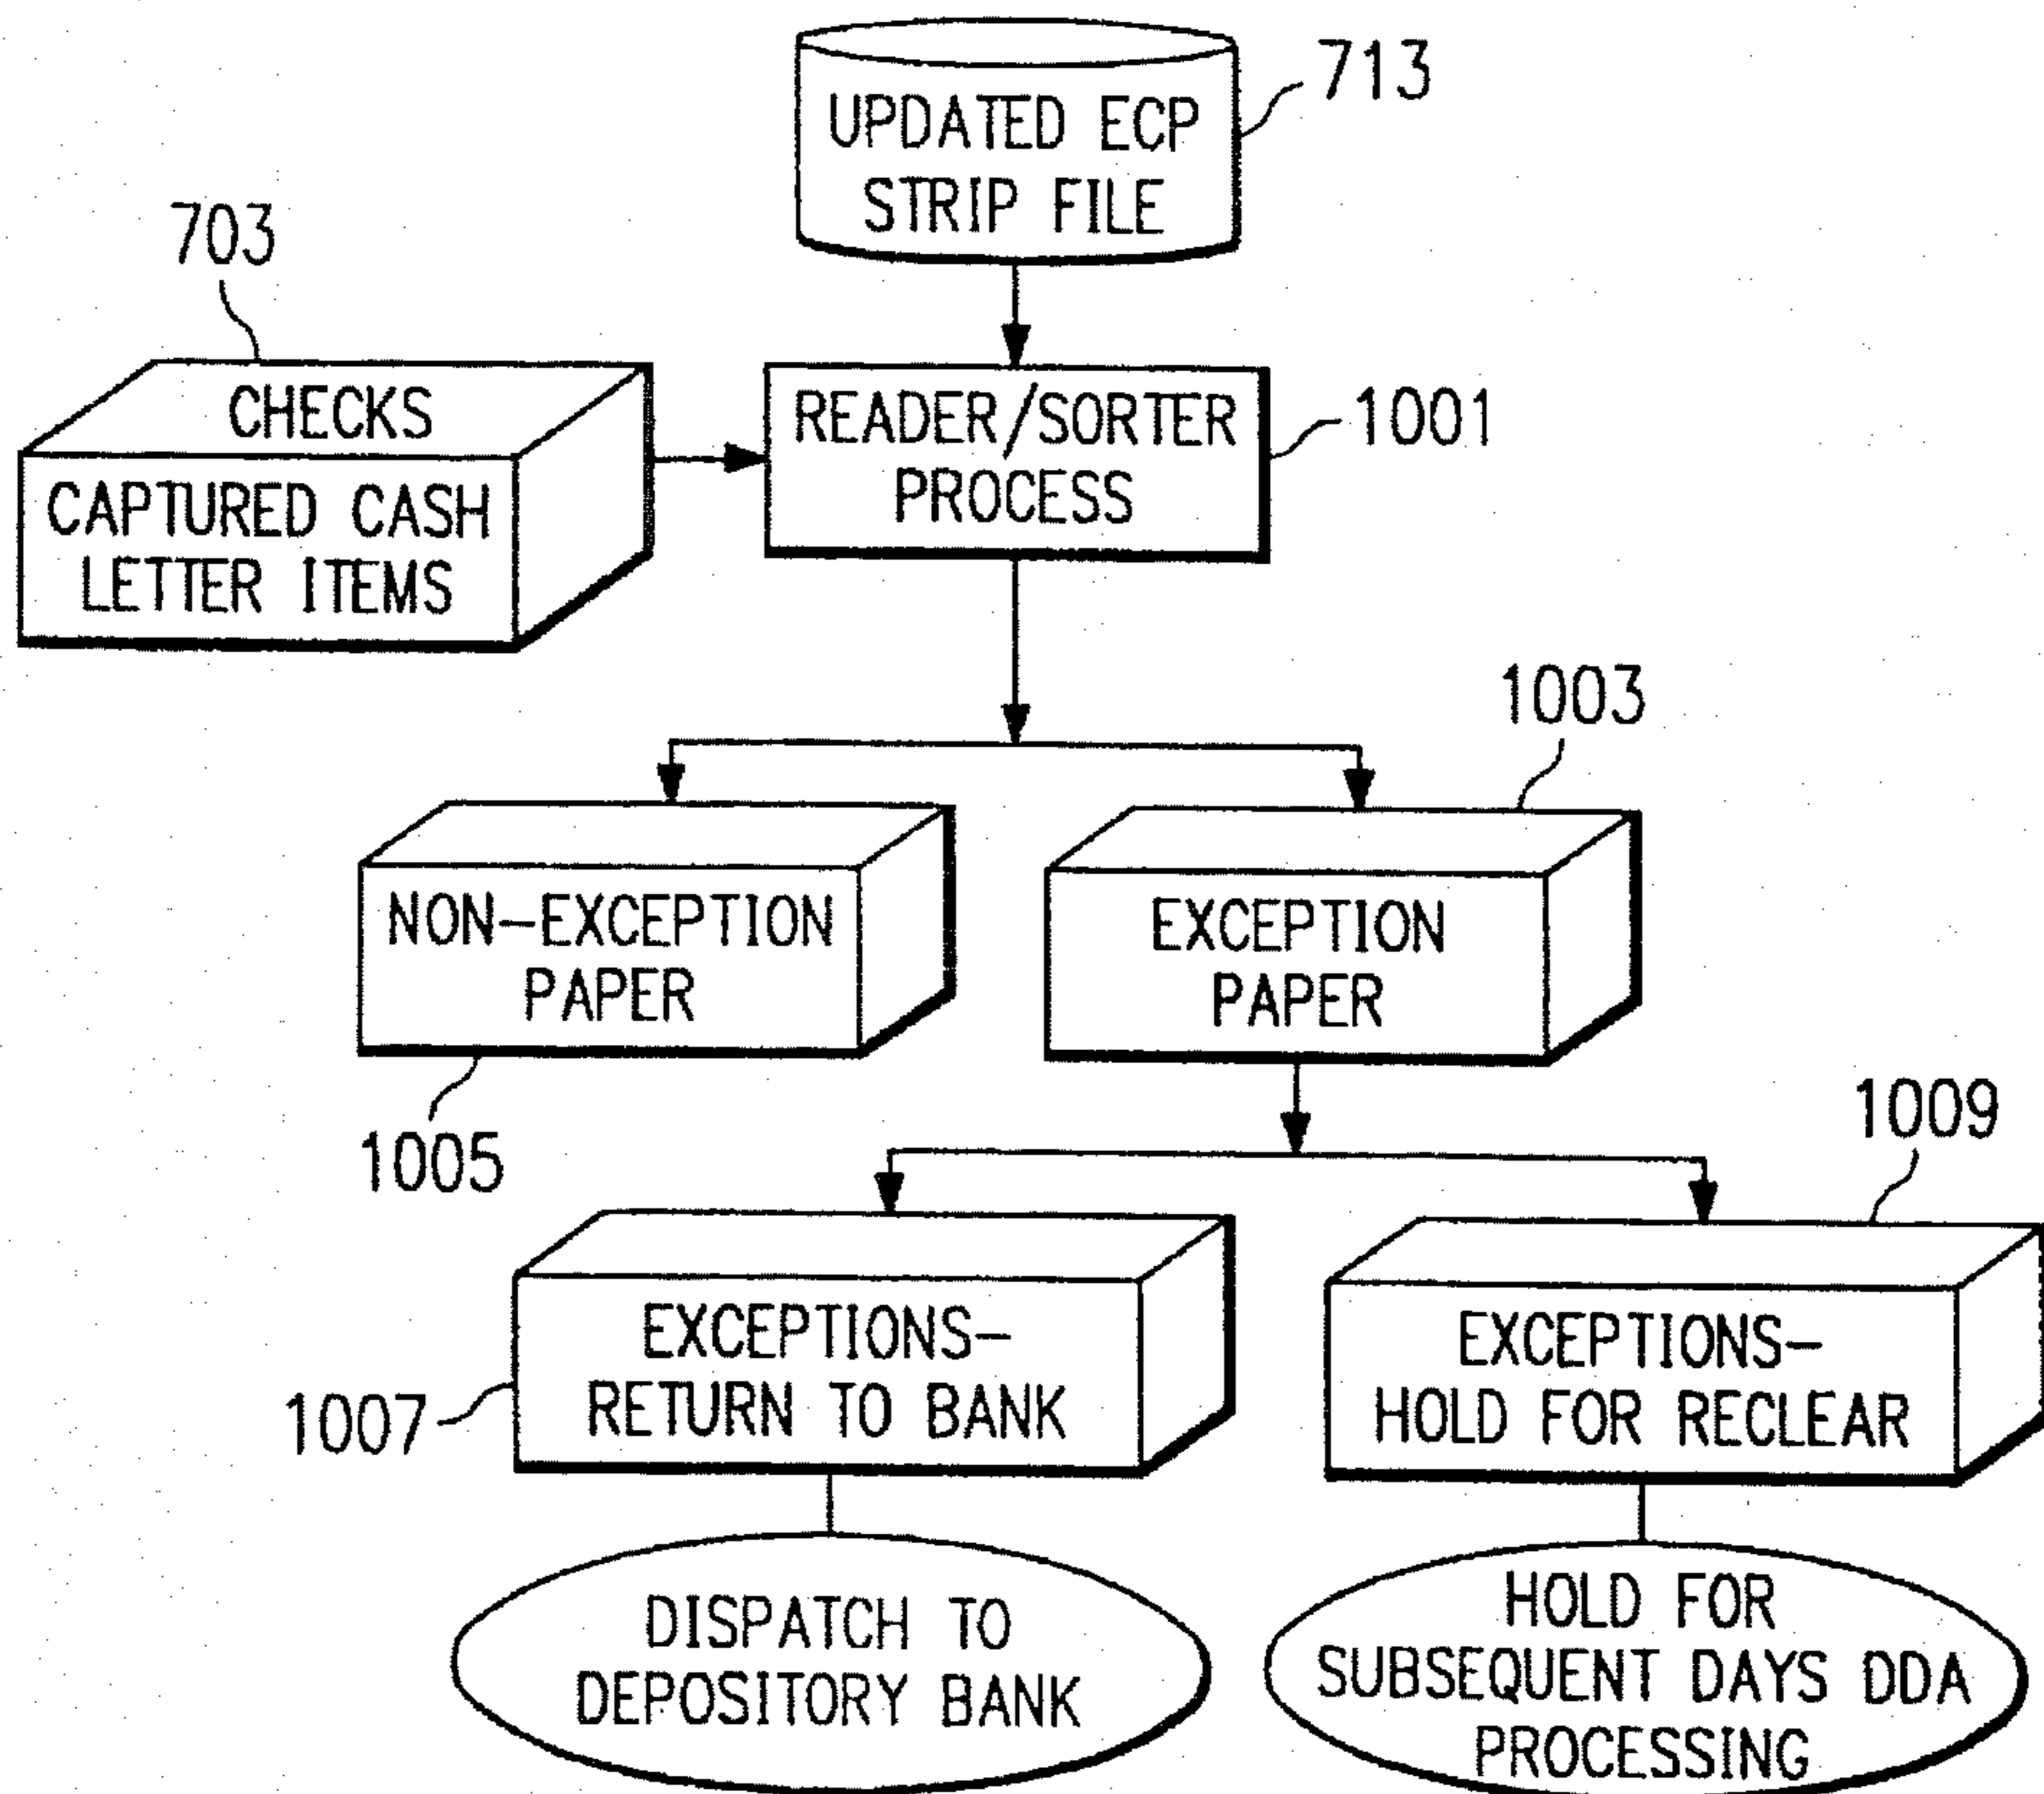 UPDATED ECP
STRIP FILE
713
703
CHECKS
CAPTURED CASH
LETTER ITEMS
READER/SORTER
PROCESS
1001
1003
NON-EXCEPTION
PAPER
EXCEPTION
PAPER
1005
1009
EXCEPTIONS-
RETURN TO BANK
1007
EXCEPTIONS-
HOLD FOR RECLEAR
DISPATCH TO
DEPOSITORY BANK
HOLD FOR
SUBSEQUENT DAYS DDA
PROCESSING